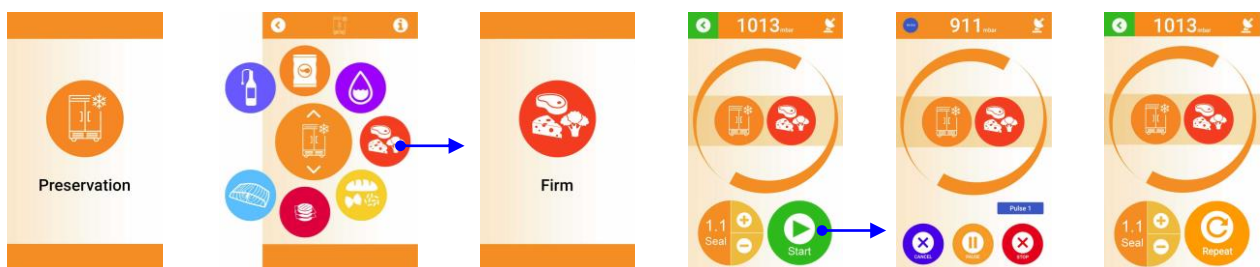 Preservation
Firm
1013 mbar
1.1
Seal
Start
911 mbar
Pulse 1
CANCEL
PAUSE
STOP
1013 mbar
1.1
Seal
Repeat